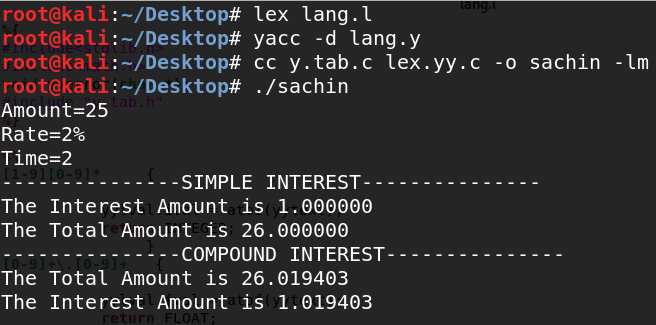 lang.l
root@kali:~/Desktop# lex lang.l
root@kali:~/Desktop# yacc -d lang.y
root@kali:~/Desktop# cc y.tab.c lex.yy.c -o sachin -lm
root@kali:~/Desktop# ./sachin
Amount=25
Rate=2%
Time=2
---------------SIMPLE INTEREST---------------
The Interest Amount is 1.000000
The Total Amount is 26.000000
---------------COMPOUND INTEREST---------------
The Total Amount is 26.019403
The Interest Amount is 1.019403
return FLOAT;